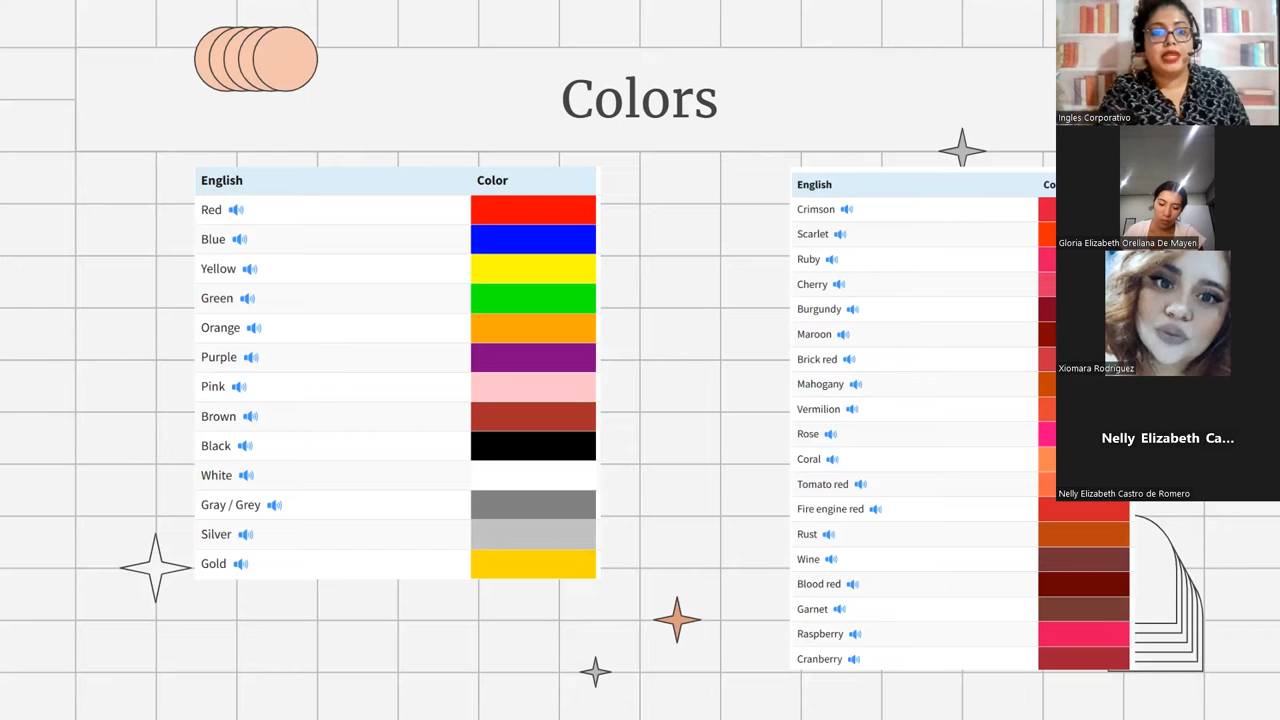 Colors
English Color
Red
Blue
Yellow
Green
Orange
Purple
Pink
Brown
Black
White
Gray / Grey
Silver
Gold
English Co
Crimson
Scarlet
Ruby
Cherry
Burgundy
Maroon
Brick red
Mahogany
Vermilion
Rose
Coral
Tomato red
Fire engine red
Rust
Wine
Blood red
Garnet
Raspberry
Cranberry
Ingles Corporativo
Gloria Elizabeth Orellana De Mayen
Xiomara Rodriguez
Nelly Elizabeth Ca...
Nelly Elizabeth Castro de Romero